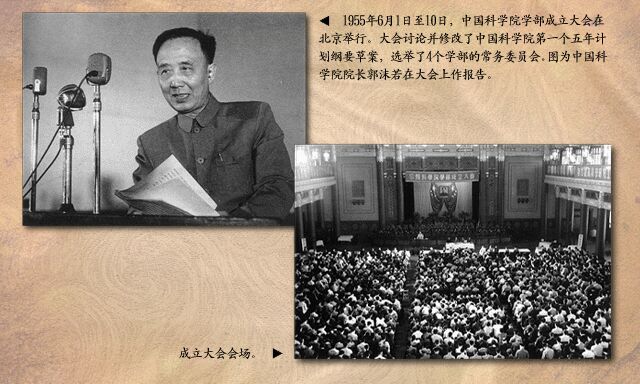 ◀ 1955年6月1日至10日，中国科学院学部成立大会在
北京举行。大会讨论并修改了中国科学院第一个五年计
划纲要草案，选举了4个学部的常务委员会。图为中国科
学院院长郭沫若在大会上作报告。
成立大会会场。 ▶